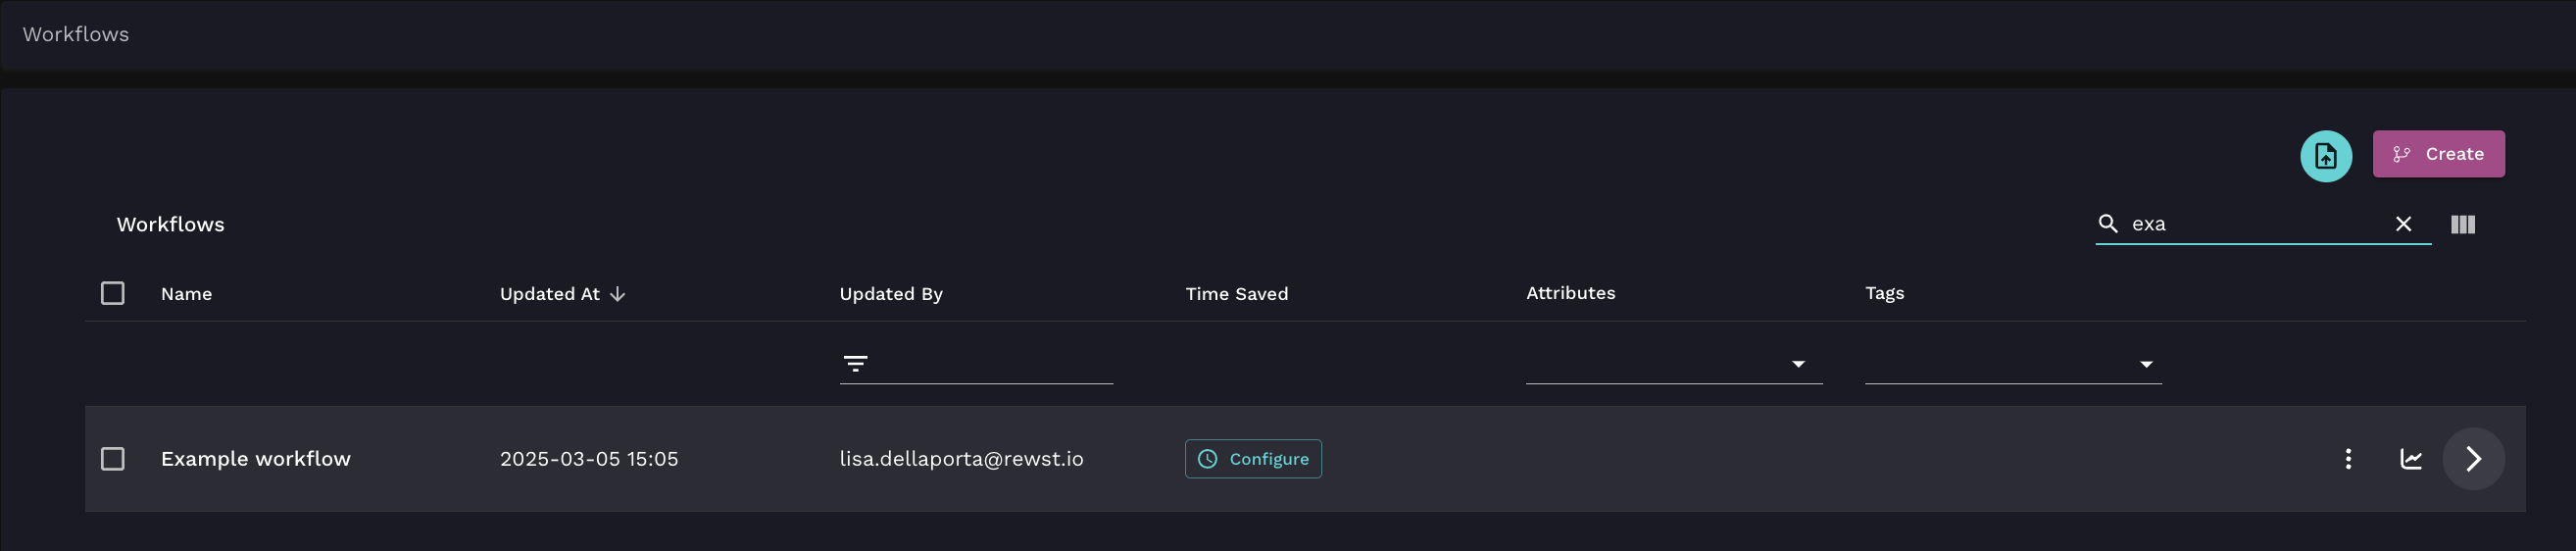 Workflows
Create
Workflows
exa
Name Updated At Updated By Time Saved Attributes Tags
Example workflow 2025-03-05 15:05 lisa.dellaporta@rewst.io Configure